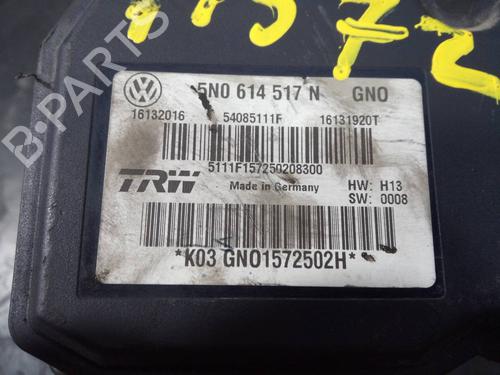 5N0 614 517 N GNO
16132016 54085111F 16131920T
5111F157250208300
TRW Made in Germany HW: H13
SW: 0008
*K03 GNO1572502H*
B-PARTS